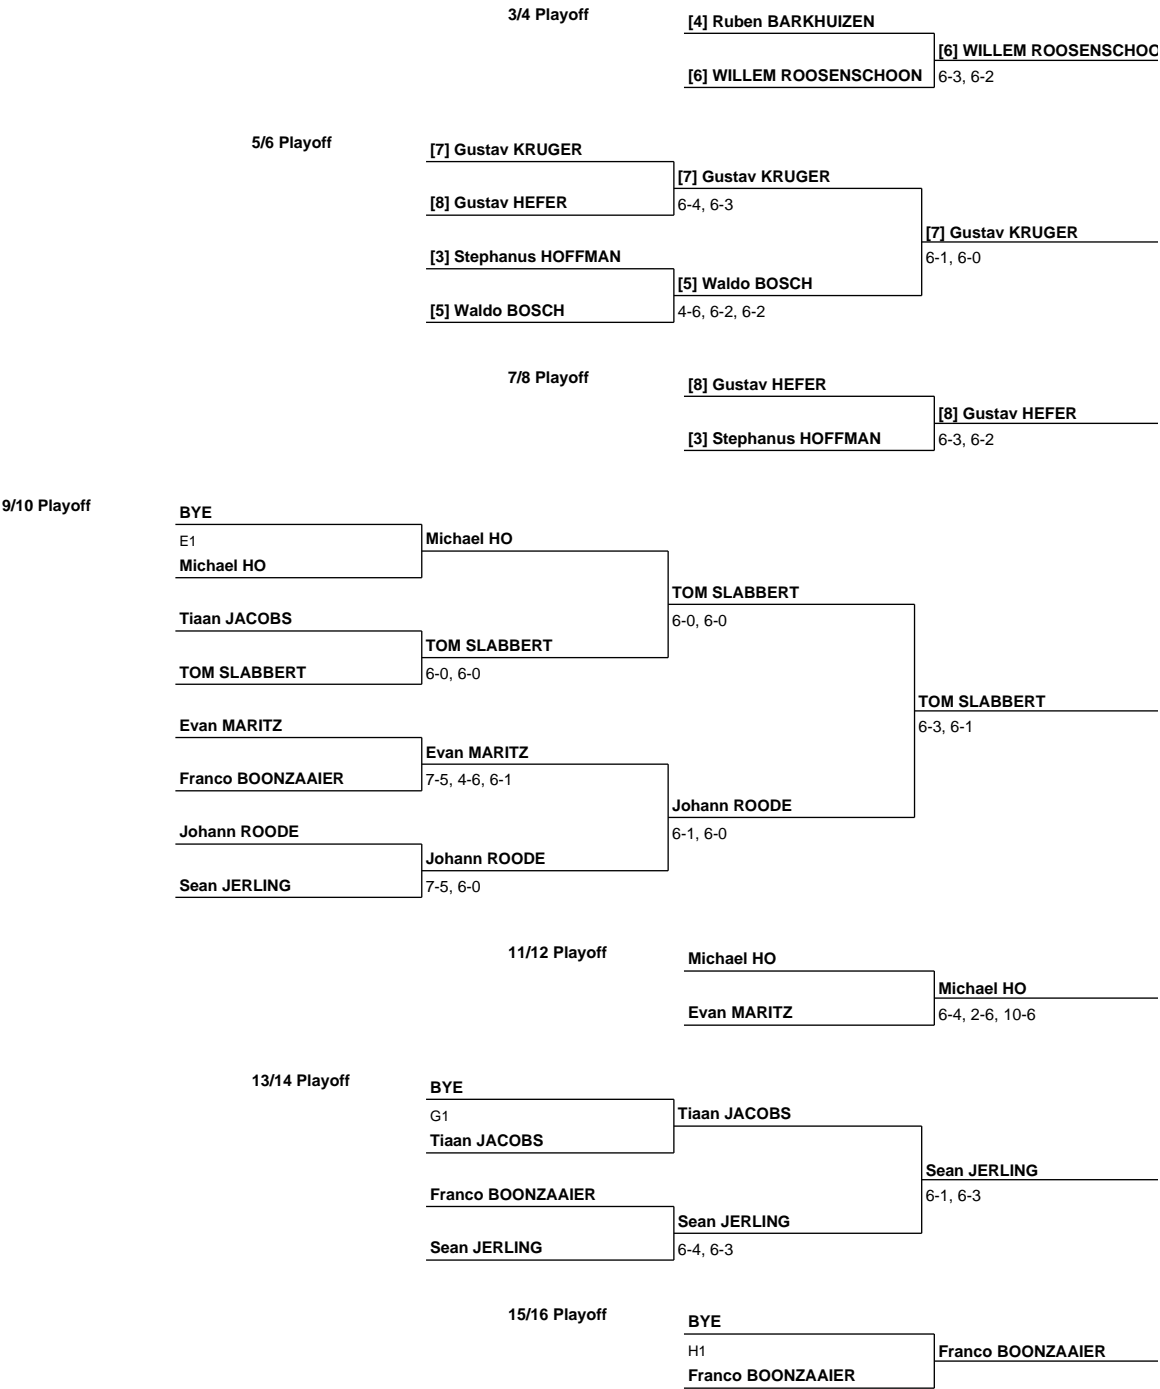 3/4 Playoff
[4] Ruben BARKHUIZEN
[6] WILLEM ROOSENSCHOO
[6] WILLEM ROOSENSCHOON
6-3, 6-2
5/6 Playoff
[7] Gustav KRUGER
[7] Gustav KRUGER
[8] Gustav HEFER
6-4, 6-3
[7] Gustav KRUGER
[3] Stephanus HOFFMAN
6-1, 6-0
[5] Waldo BOSCH
[5] Waldo BOSCH
4-6, 6-2, 6-2
7/8 Playoff
[8] Gustav HEFER
[8] Gustav HEFER
[3] Stephanus HOFFMAN
6-3, 6-2
9/10 Playoff
BYE
E1
Michael HO
Michael HO
TOM SLABBERT
Tiaan JACOBS
6-0, 6-0
TOM SLABBERT
TOM SLABBERT
6-0, 6-0
TOM SLABBERT
Evan MARITZ
6-3, 6-1
Evan MARITZ
Franco BOONZAAIER
7-5, 4-6, 6-1
Johann ROODE
Johann ROODE
6-1, 6-0
Johann ROODE
Sean JERLING
7-5, 6-0
11/12 Playoff
Michael HO
Michael HO
Evan MARITZ
6-4, 2-6, 10-6
13/14 Playoff
BYE
G1
Tiaan JACOBS
Tiaan JACOBS
Sean JERLING
Franco BOONZAAIER
6-1, 6-3
Sean JERLING
Sean JERLING
6-4, 6-3
15/16 Playoff
BYE
H1
Franco BOONZAAIER
Franco BOONZAAIER